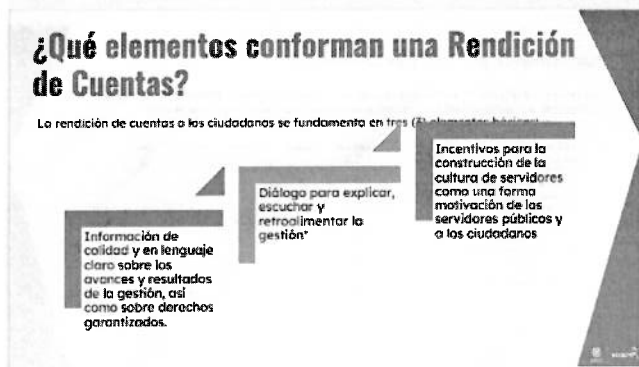 ¿Qué elementos conforman una Rendición
de Cuentas?
La rendición de cuentas a los ciudadanos se fundamenta en tres (3) elementos básicos:
Información de
calidad y en lenguaje
claro sobre los
avances y resultados
de la gestión, así
como sobre derechos
garantizados.
Diálogo para explicar,
escuchar y
retroalimentar la
gestión"
Incentivos para la
construcción de la
cultura de servidores
como una forma
motivación de los
servidores públicos y
a los ciudadanos